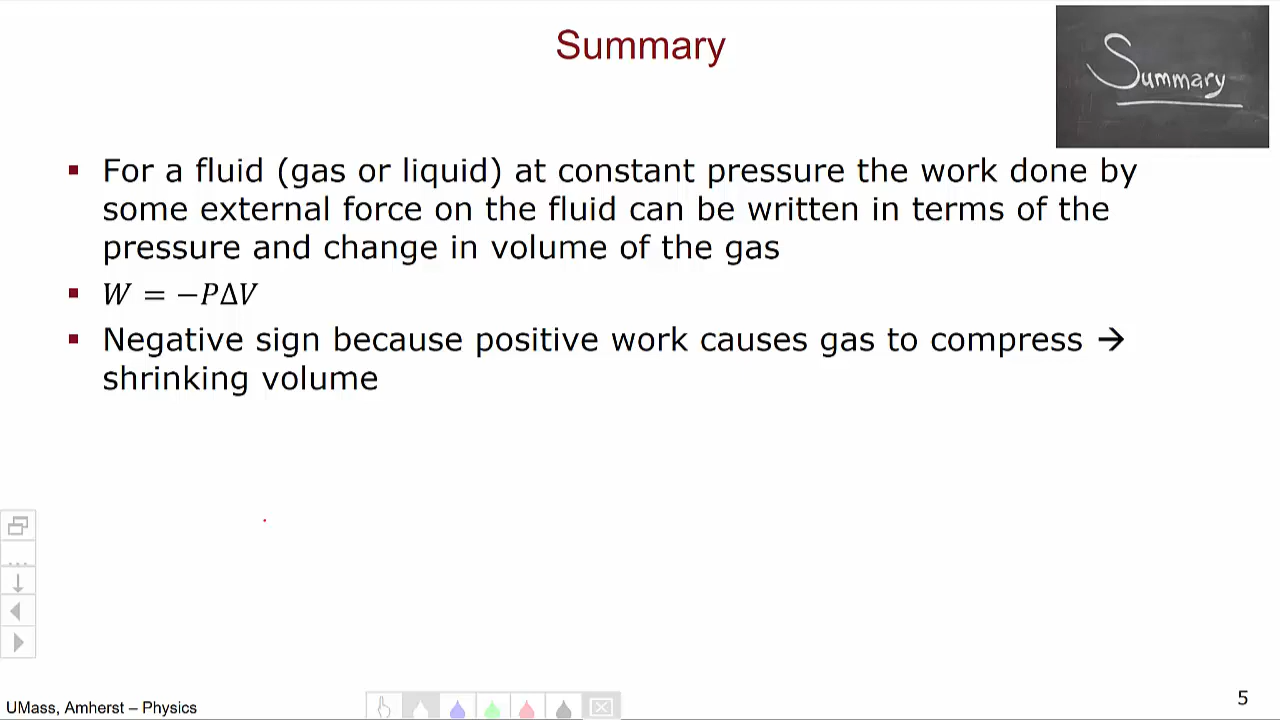 Summary
Summary
▪ For a fluid (gas or liquid) at constant pressure the work done by
some external force on the fluid can be written in terms of the
pressure and change in volume of the gas
▪ W = −PΔV
▪ Negative sign because positive work causes gas to compress →
shrinking volume
UMass, Amherst – Physics
5